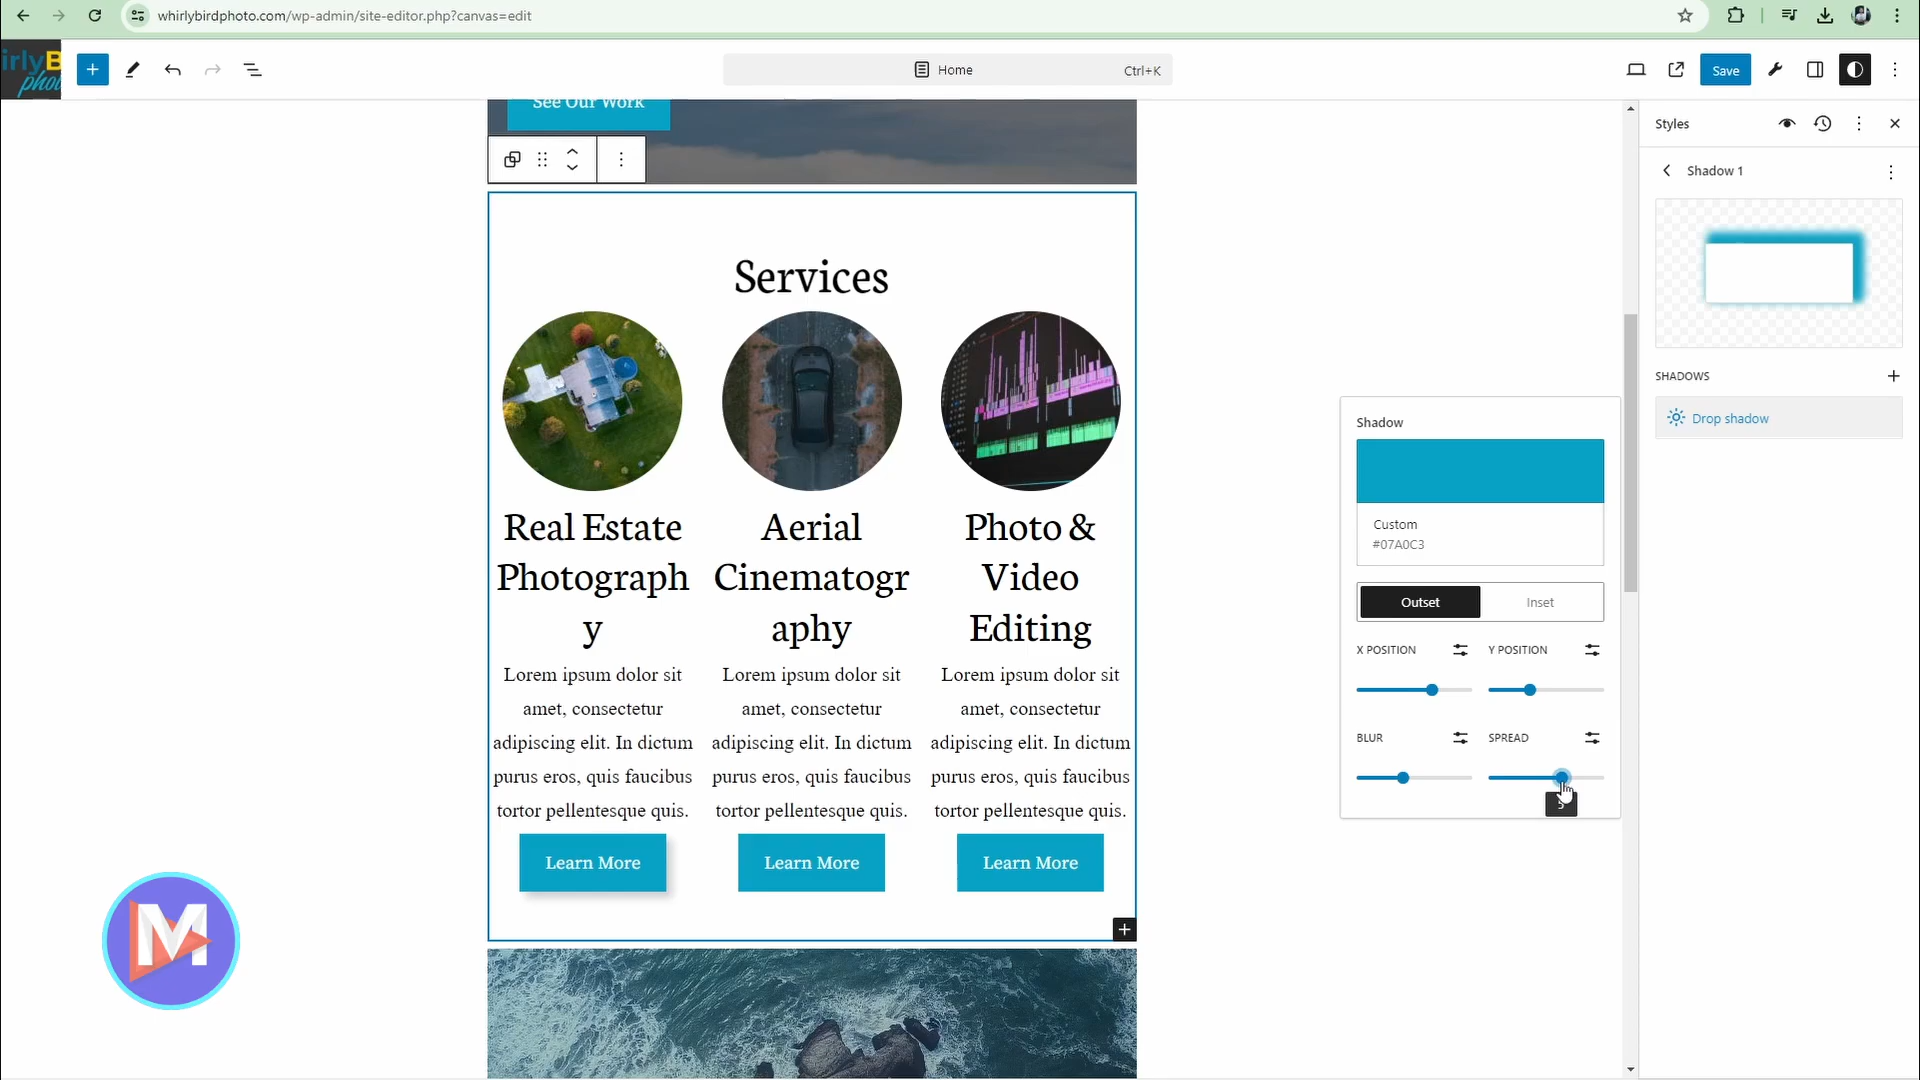 whirlybirdphoto.com/wp-admin/site-editor.php?canvas=edit
irlyB
phot
Home
Ctrl+K
Save
See Our Work
Styles
Shadow 1
SHADOWS
Drop shadow
Services
Real Estate
Photograph
y
Aerial
Cinematogr
aphy
Photo &
Video
Editing
Lorem ipsum dolor sit
amet, consectetur
adipiscing elit. In dictum
purus eros, quis faucibus
tortor pellentesque quis.
Lorem ipsum dolor sit
amet, consectetur
adipiscing elit. In dictum
purus eros, quis faucibus
tortor pellentesque quis.
Lorem ipsum dolor sit
amet, consectetur
adipiscing elit. In dictum
purus eros, quis faucibus
tortor pellentesque quis.
Learn More
Learn More
Learn More
Shadow
Custom
#07A0C3
Outset
Inset
X POSITION
Y POSITION
BLUR
SPREAD
M